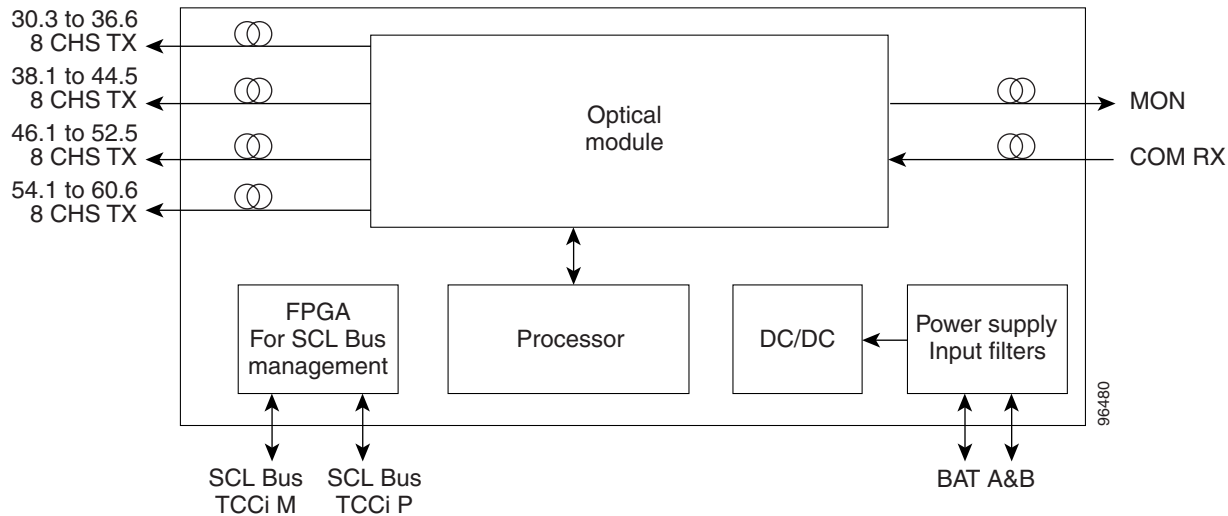 30.3 to 36.6
8 CHS TX
38.1 to 44.5
8 CHS TX
46.1 to 52.5
8 CHS TX
54.1 to 60.6
8 CHS TX
Optical
module
MON
COM RX
FPGA
For SCL Bus
management
Processor
DC/DC
Power supply
Input filters
96480
SCL Bus
TCCi M
SCL Bus
TCCi P
BAT A&B